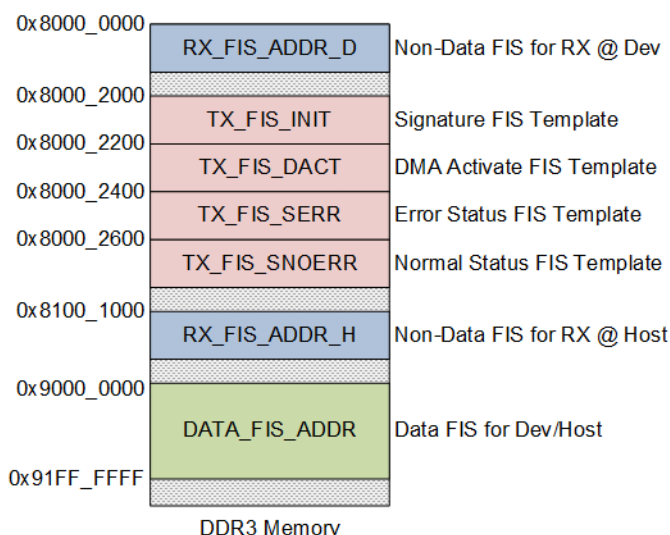 0x8000_0000
RX_FIS_ADDR_D Non-Data FIS for RX @ Dev
0x8000_2000
TX_FIS_INIT Signature FIS Template
0x8000_2200
TX_FIS_DACT DMA Activate FIS Template
0x8000_2400
TX_FIS_SERR Error Status FIS Template
0x8000_2600
TX_FIS_SNOERR Normal Status FIS Template
0x8100_1000
RX_FIS_ADDR_H Non-Data FIS for RX @ Host
0x9000_0000
DATA_FIS_ADDR Data FIS for Dev/Host
0x91FF_FFFF
DDR3 Memory